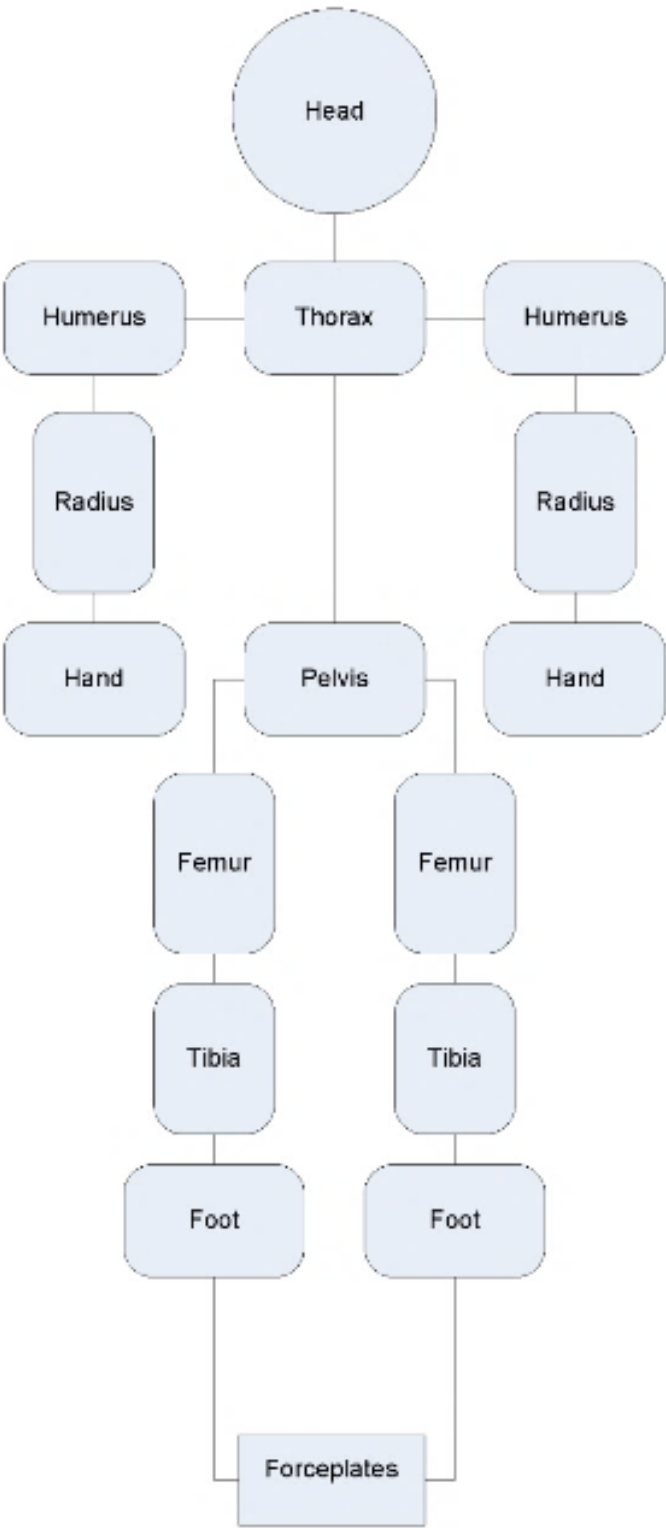 Head
Humerus
Thorax
Humerus
Radius
Radius
Hand
Pelvis
Hand
Femur
Femur
Tibia
Tibia
Foot
Foot
Forceplates